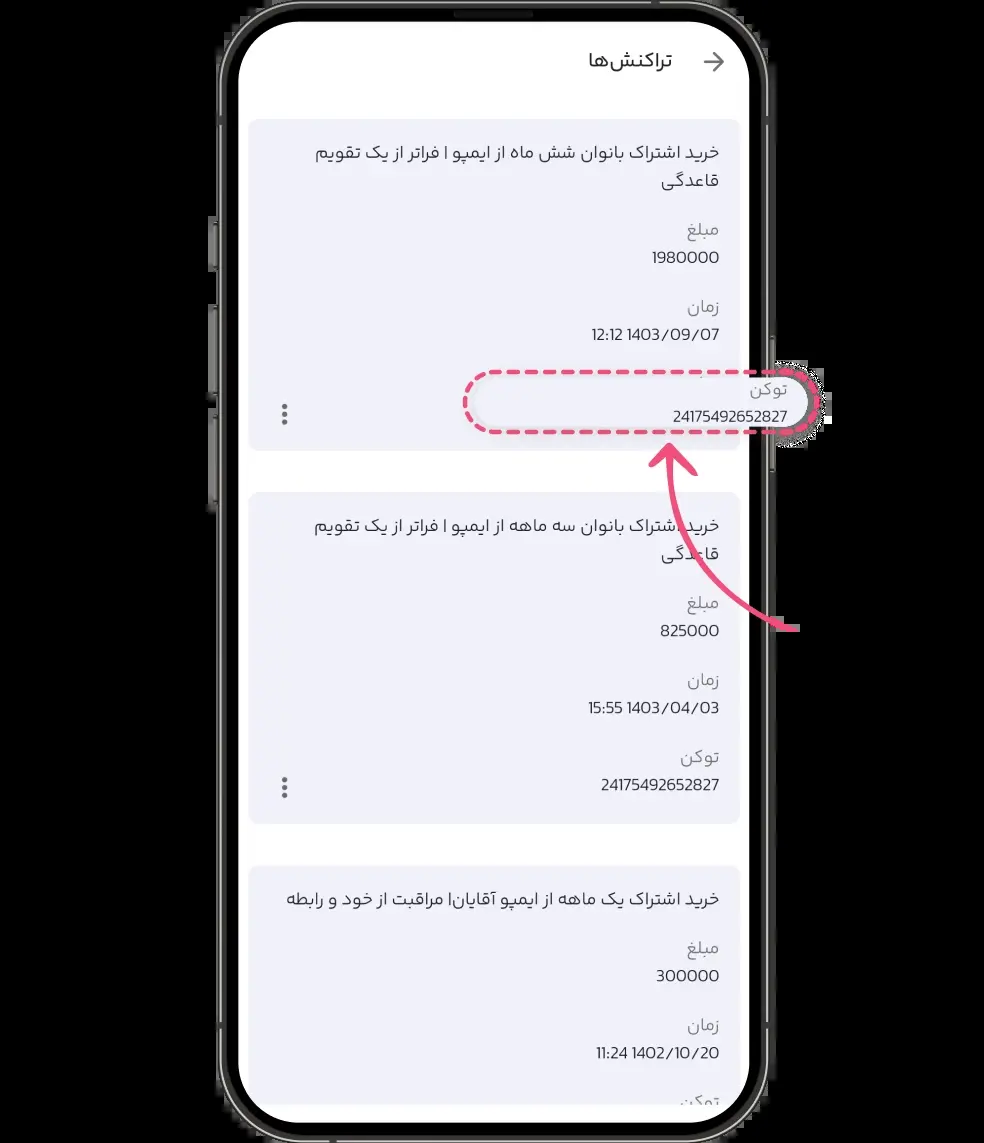 تراکنش‌ها
خرید اشتراک بانوان شش ماه از ایمپو | فراتر از یک تقویم
قاعدگی
مبلغ
1980000
زمان
12:12 1403/09/07
توکن
24175492652827
خرید اشتراک بانوان سه ماهه از ایمپو | فراتر از یک تقویم
قاعدگی
مبلغ
825000
زمان
15:55 1403/04/03
توکن
24175492652827
خرید اشتراک یک ماهه از ایمپو آقایان| مراقبت از خود و رابطه
مبلغ
300000
زمان
11:24 1402/10/20
توکن